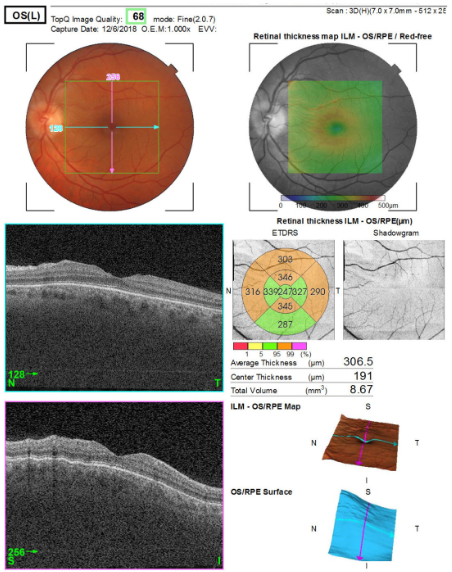 OS(L) TopQ Image Quality: 68 mode: Fine(2.0.7) Scan : 3D(H)(7.0 x 7.0mm - 512 x 25
Capture Date: 12/6/2018 O.E.M:1.000x EVV:
Retinal thickness map ILM - OS/RPE / Red-free
256
128
0 100 200 300 400 500μm
Retinal thickness ILM - OS/RPE(μm)
ETDRS Shadowgram
303
346
N 316 339 247 327 290 T
345
287
1 5 95 99 (%)
Average Thickness (μm) 306.5
Center Thickness (μm) 191
Total Volume (mm³) 8.67
128
N T
ILM - OS/RPE Map S
N T
I
OS/RPE Surface S
N T
I
256
S I